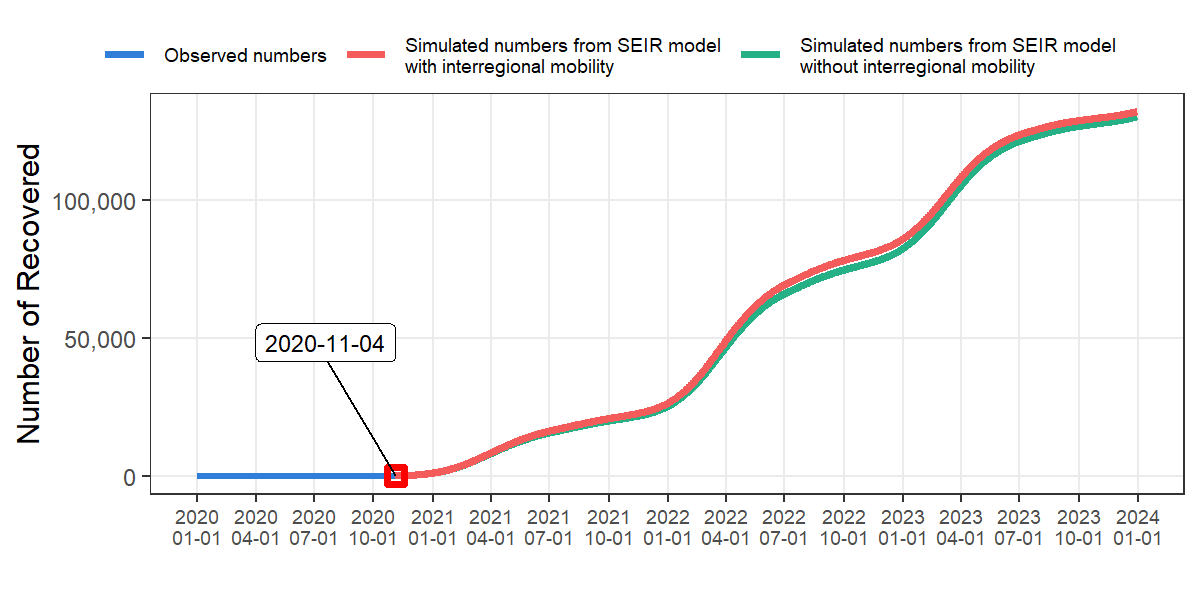 Observed numbers
Simulated numbers from SEIR model
with interregional mobility
Simulated numbers from SEIR model
without interregional mobility
Number of Recovered
100,000
50,000
0
2020-11-04
2020 2020 2020 2020 2021 2021 2021 2021 2022 2022 2022 2022 2023 2023 2023 2023 2024
01-01 04-01 07-01 10-01 01-01 04-01 07-01 10-01 01-01 04-01 07-01 10-01 01-01 04-01 07-01 10-01 01-01